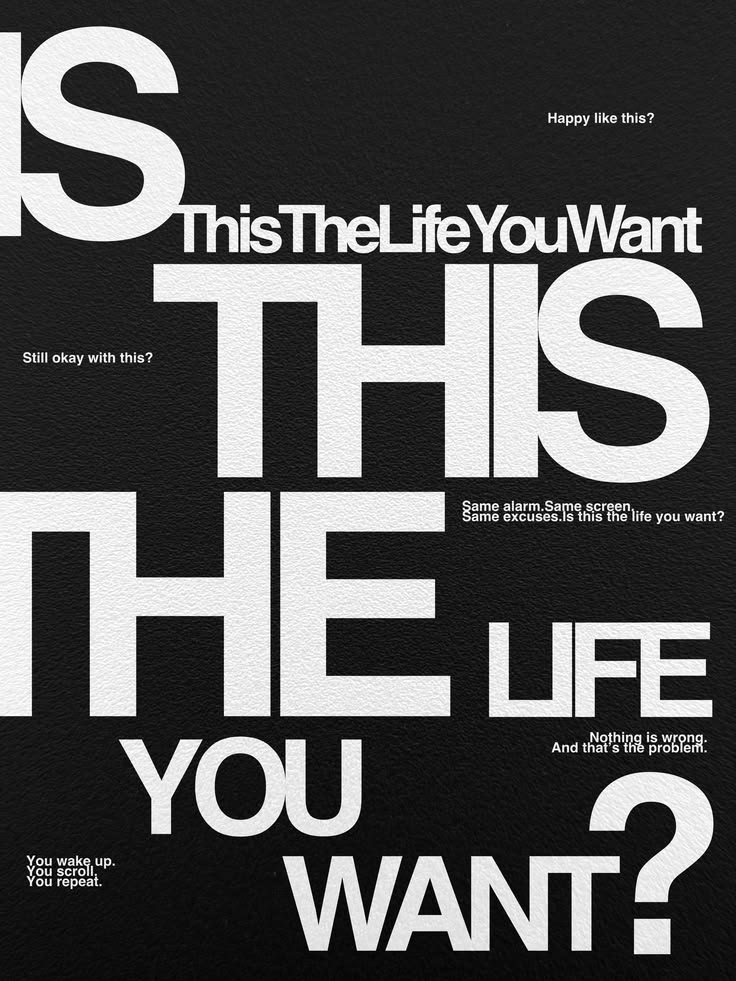 IS
Happy like this?
ThisTheLifeYouWant
THIS
Still okay with this?
THE
Same alarm.Same screen.
Same excuses.Is this the life you want?
LIFE
Nothing is wrong.
And that's the problem.
YOU
WANT?
You wake up.
You scroll.
You repeat.